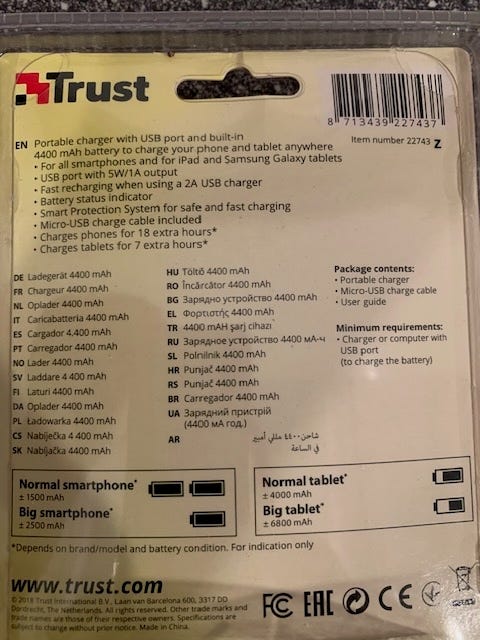 Trust
8 713439 227437
Item number 22743 Z
EN Portable charger with USB port and built-in
4400 mAh battery to charge your phone and tablet anywhere
• For all smartphones and for iPad and Samsung Galaxy tablets
• USB port with 5W/1A output
• Fast recharging when using a 2A USB charger
• Battery status indicator
• Smart Protection System for safe and fast charging
• Micro-USB charge cable included
• Charges phones for 18 extra hours*
• Charges tablets for 7 extra hours*
DE Ladegerät 4400 mAh
FR Chargeur 4400 mAh
NL Oplader 4400 mAh
IT Caricabatteria 4400 mAh
ES Cargador 4.400 mAh
PT Carregador 4400 mAh
NO Lader 4400 mAh
SV Laddare 4 400 mAh
FI Laturi 4400 mAh
DA Oplader 4400 mAh
PL Ładowarka 4400 mAh
CS Nabíječka 4 400 mAh
SK Nabíjačka 4400 mAh
HU Töltő 4400 mAh
RO Încărcător 4400 mAh
BG Зарядно устройство 4400 mAh
EL Φορτιστής 4400 mAh
TR 4400 mAH şarj cihazı
RU Зарядное устройство 4400 мА-ч
SL Polnilnik 4400 mAh
HR Punjač 4400 mAh
RS Punjač 4400 mAh
BR Carregador 4400 mAh
UA Зарядний пристрій
(4400 мА год.)
AR شاحن ٤٤٠٠ مللي أمبير
في الساعة
Package contents:
• Portable charger
• Micro-USB charge cable
• User guide
Minimum requirements:
• Charger or computer with
USB port
(to charge the battery)
Normal smartphone*
± 1500 mAh
Big smartphone*
± 2500 mAh
Normal tablet*
± 4000 mAh
Big tablet*
± 6800 mAh
*Depends on brand/model and battery condition. For indication only
www.trust.com
© 2018 Trust International B.V., Laan van Barcelona 600, 3317 DD
Dordrecht, The Netherlands. All rights reserved. Other trade marks and
trade names are those of their respective owners. Specifications are
subject to change without prior notice. Made in China.
FC EAC CE